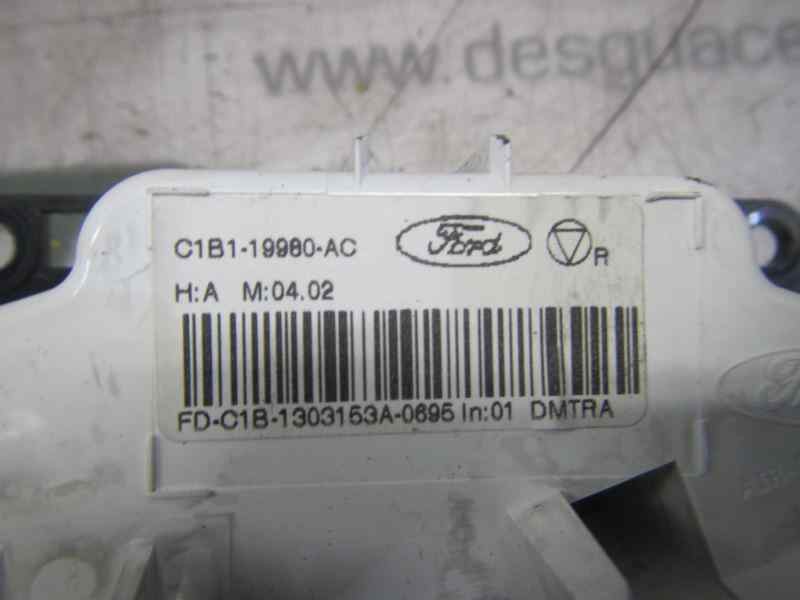 www.desguace
C1B1-19980-AC Ford R
H:A M:04.02
FD-C1B-1303153A-0695 In:01 DMTRA